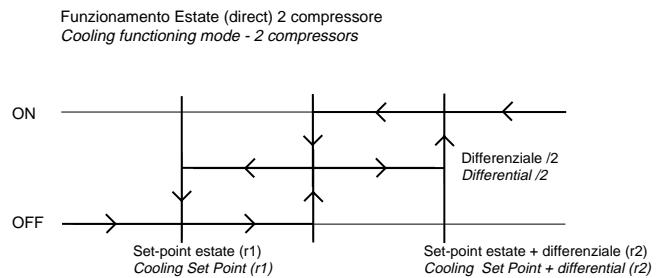 Funzionamento Estate (direct) 2 compressore
Cooling functioning mode - 2 compressors
ON
Differenziale /2
Differential /2
OFF
Set-point estate (r1)
Cooling Set Point (r1)
Set-point estate + differenziale (r2)
Cooling Set Point + differential (r2)